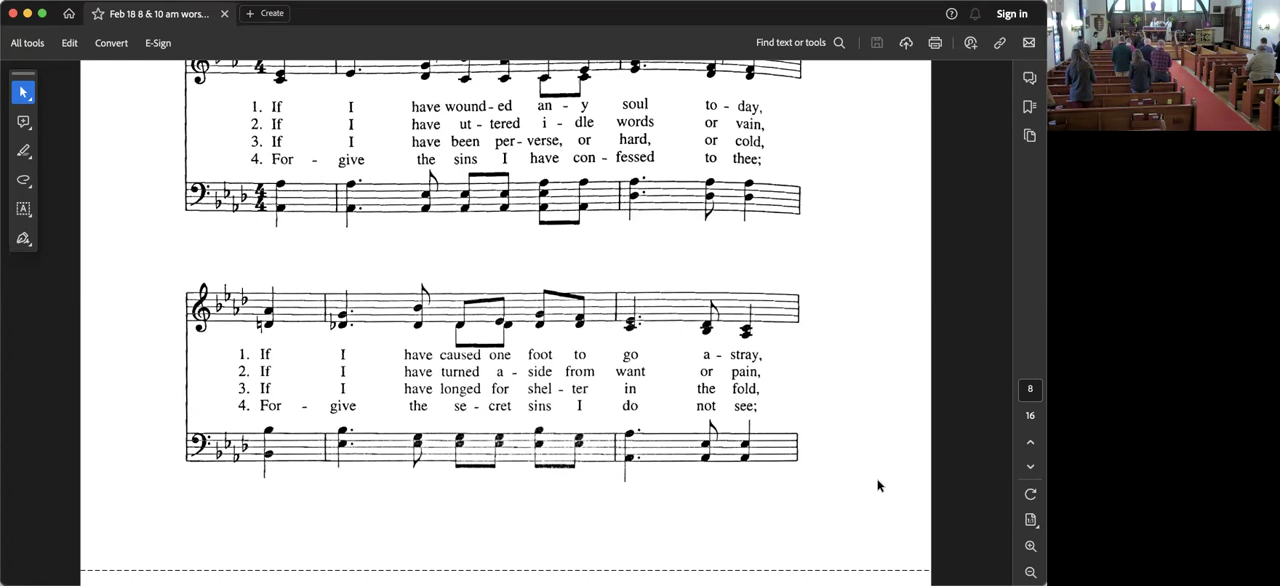 Feb 18 8 & 10 am wors...
Create
Sign in
All tools
Edit
Convert
E-Sign
Find text or tools
1. If I have wound - ed an - y soul to - day,
2. If I have ut - tered i - dle words or vain,
3. If I have been per - verse, or hard, or cold,
4. For - give the sins I have con - fessed to thee;
1. If I have caused one foot to go a - stray,
2. If I have turned a - side from want or pain,
3. If I have longed for shel - ter in the fold,
4. For - give the se - cret sins I do not see;
8
16